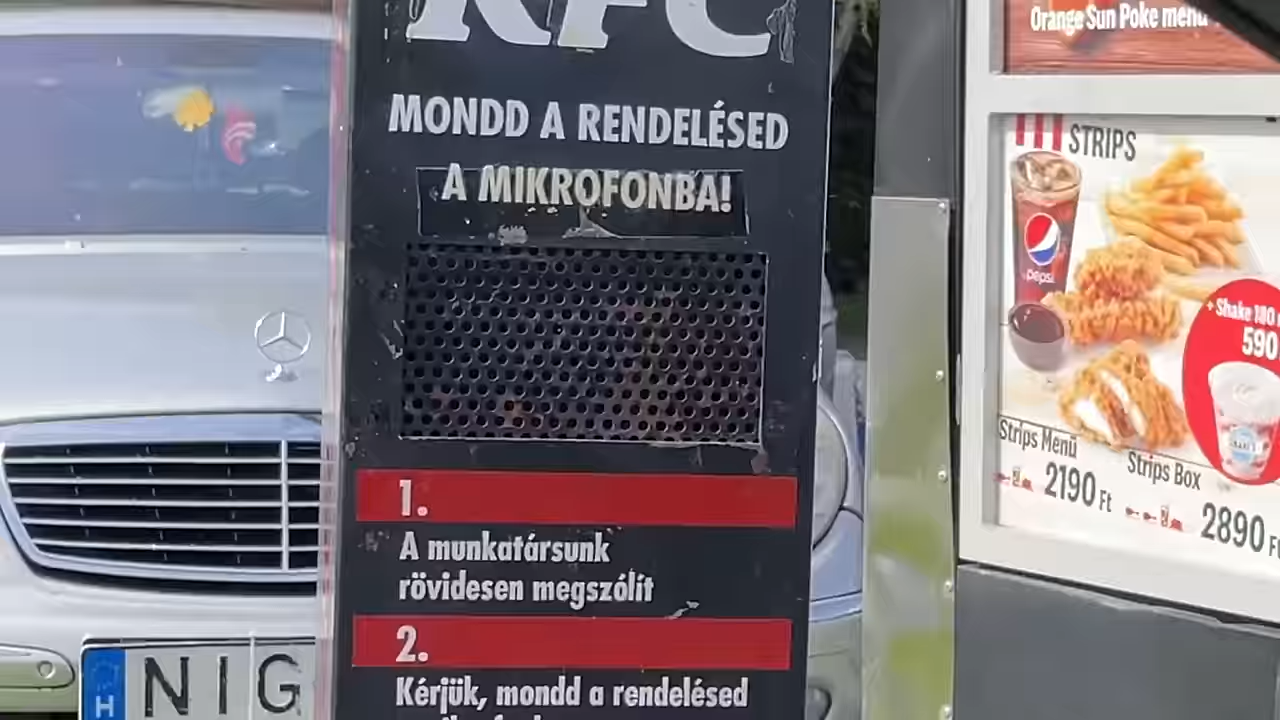 KFC
MONDD A RENDELÉSED
A MIKROFONBA!
1.
A munkatársunk
rövidesen megszólít
2.
Kérjük, mondd a rendelésed
H
NIG
Orange Sun Poke menü
STRIPS
pepsi
+ Shake 180
590
Strips Menü
2190 Ft
Strips Box
2890 F